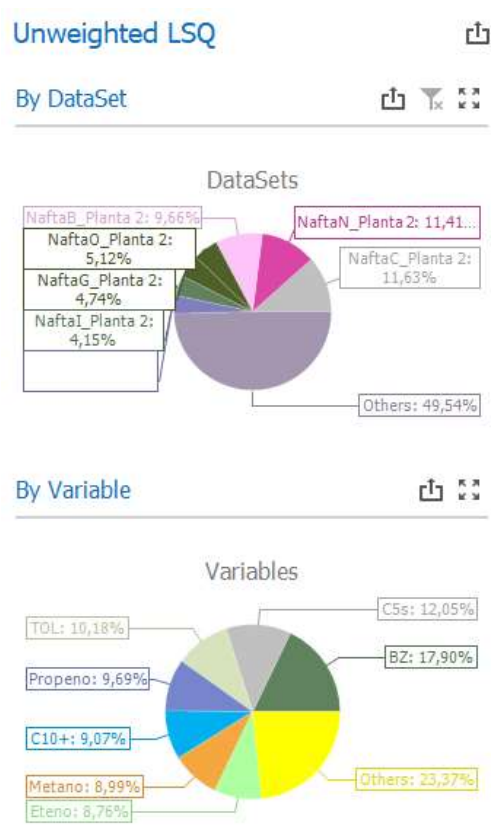 Unweighted LSQ
By DataSet
DataSets
NaftaB_Planta 2: 9,66%
NaftaN_Planta 2: 11,41...
NaftaO_Planta 2:
5,12%
NaftaC_Planta 2:
11,63%
NaftaG_Planta 2:
4,74%
NaftaI_Planta 2:
4,15%
Others: 49,54%
By Variable
Variables
C5s: 12,05%
TOL: 10,18%
BZ: 17,90%
Propeno: 9,69%
C10+: 9,07%
Metano: 8,99%
Others: 23,37%
Eteno: 8,76%